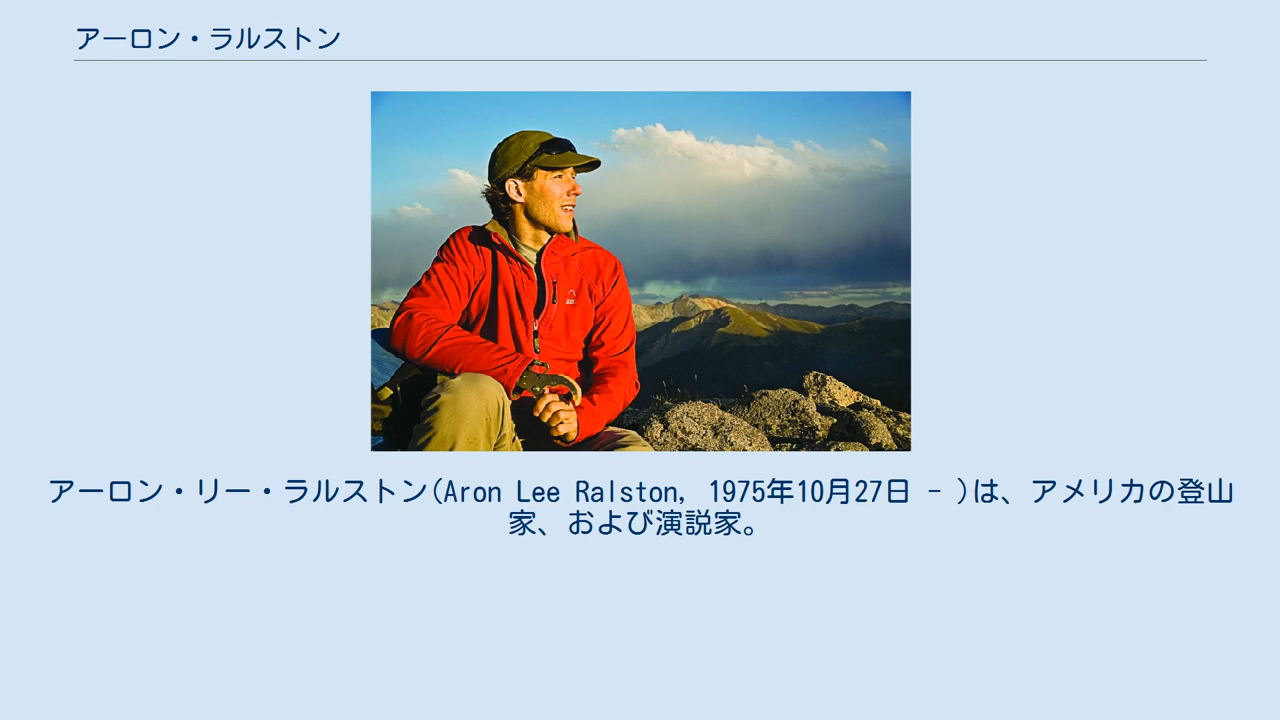 アーロン・ラルストン
アーロン・リー・ラルストン(Aron Lee Ralston, 1975年10月27日 - )は、アメリカの登山
家、および演説家。